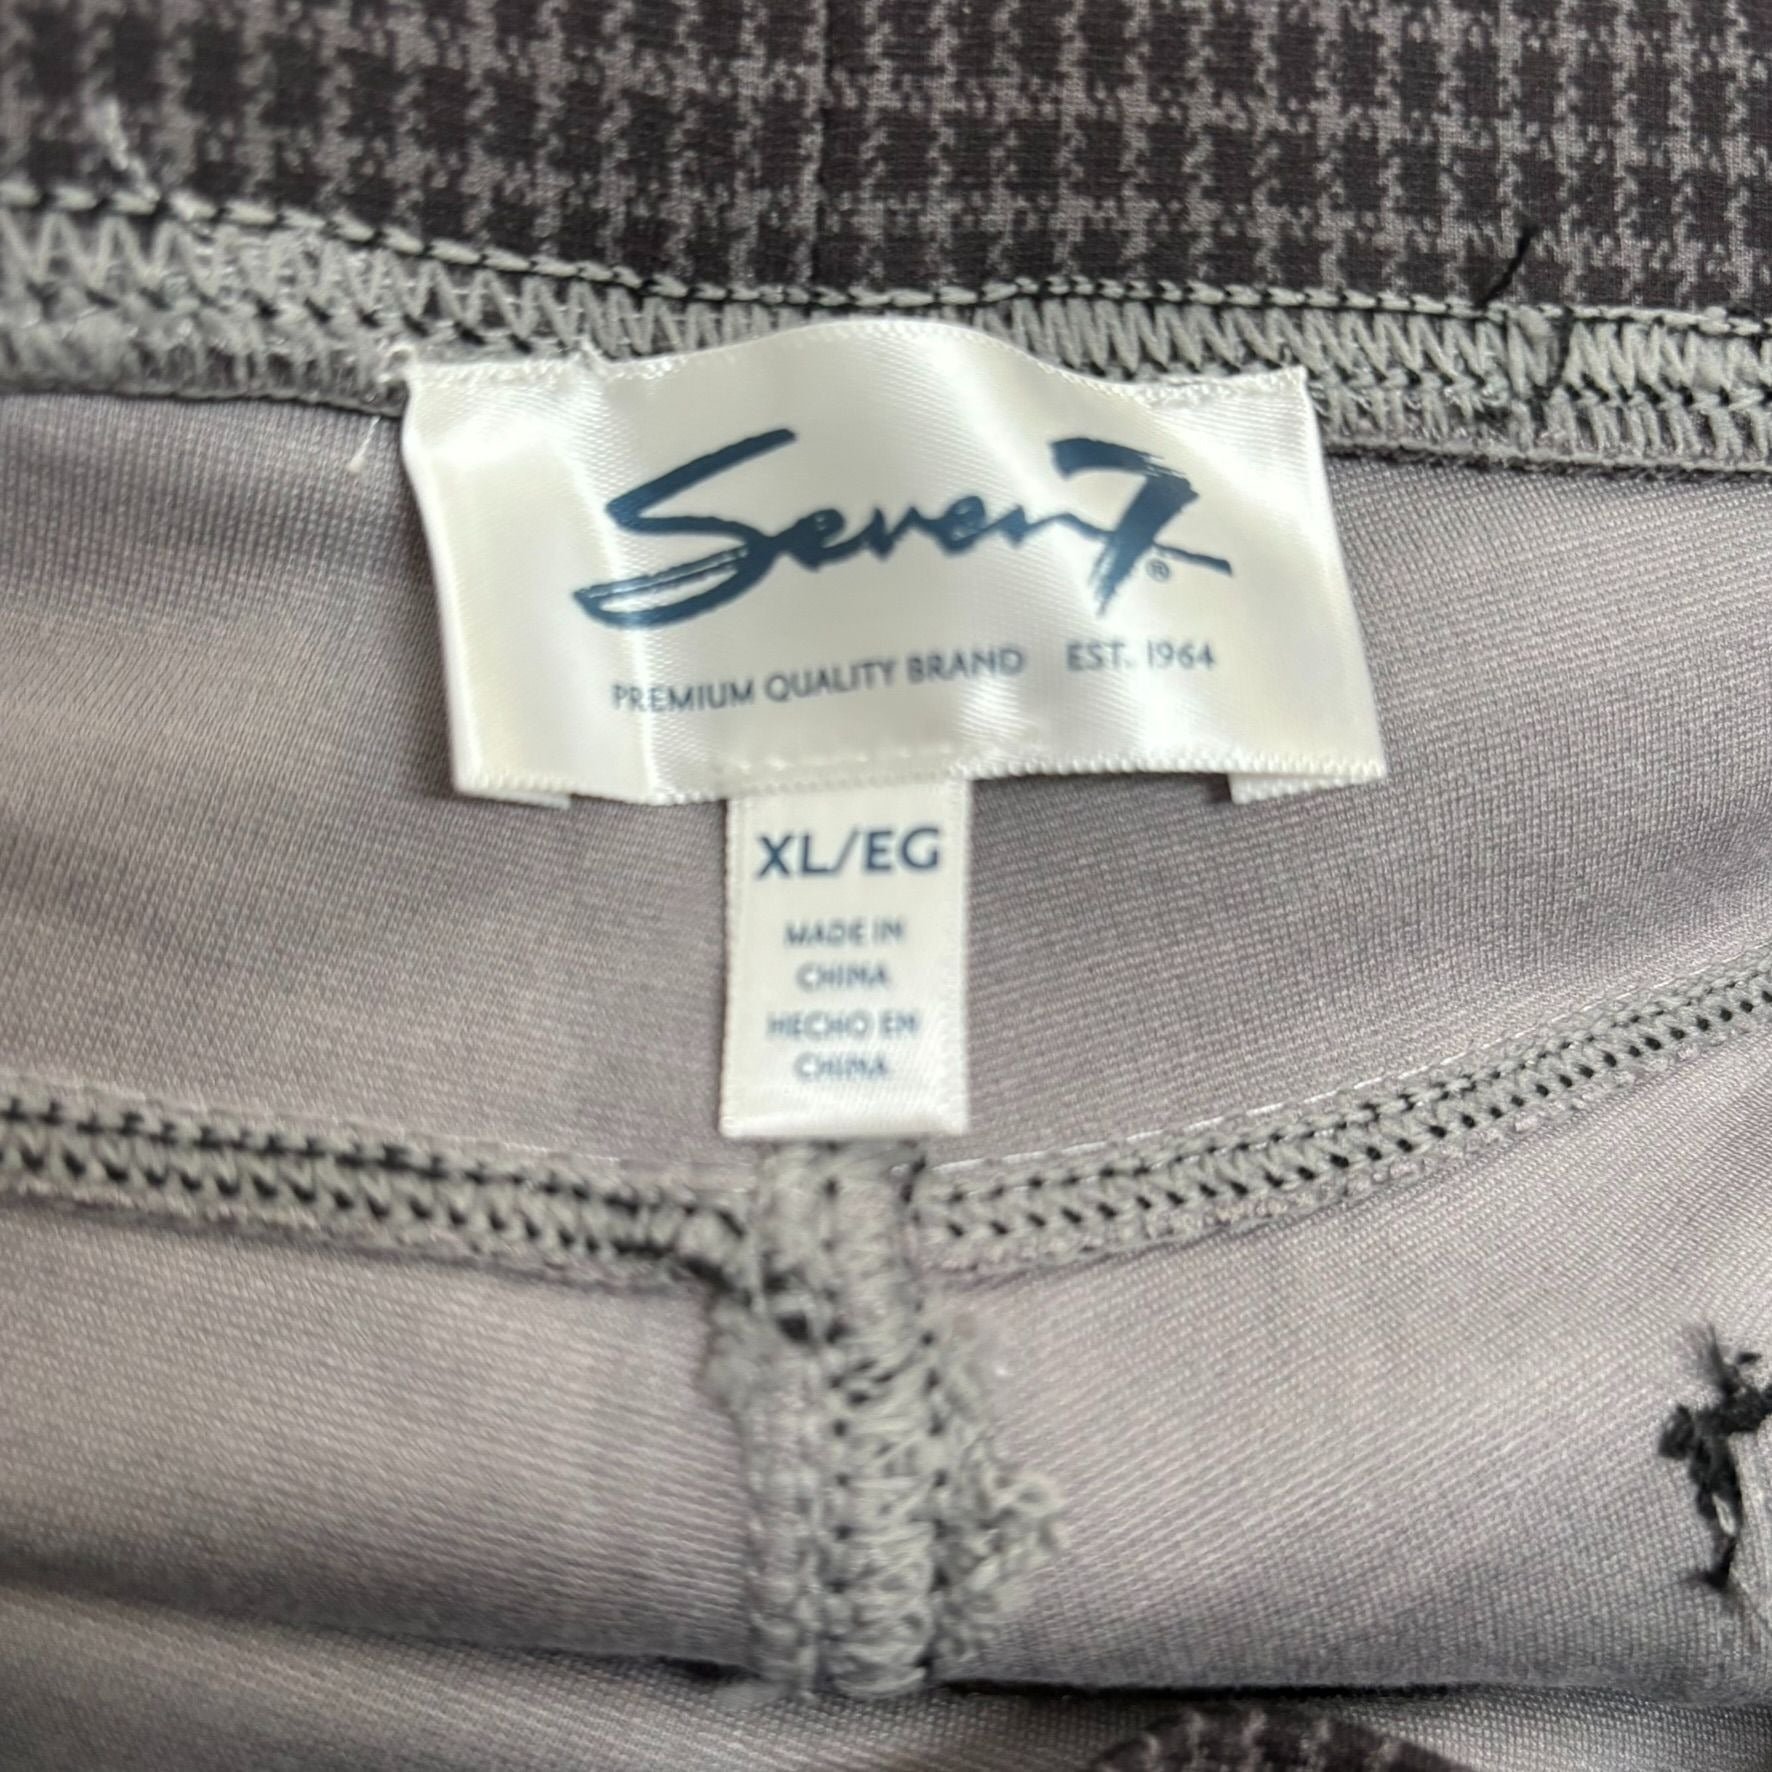 Seven7®
PREMIUM QUALITY BRAND EST. 1964
XL/EG
MADE IN
CHINA
HECHO EN
CHINA